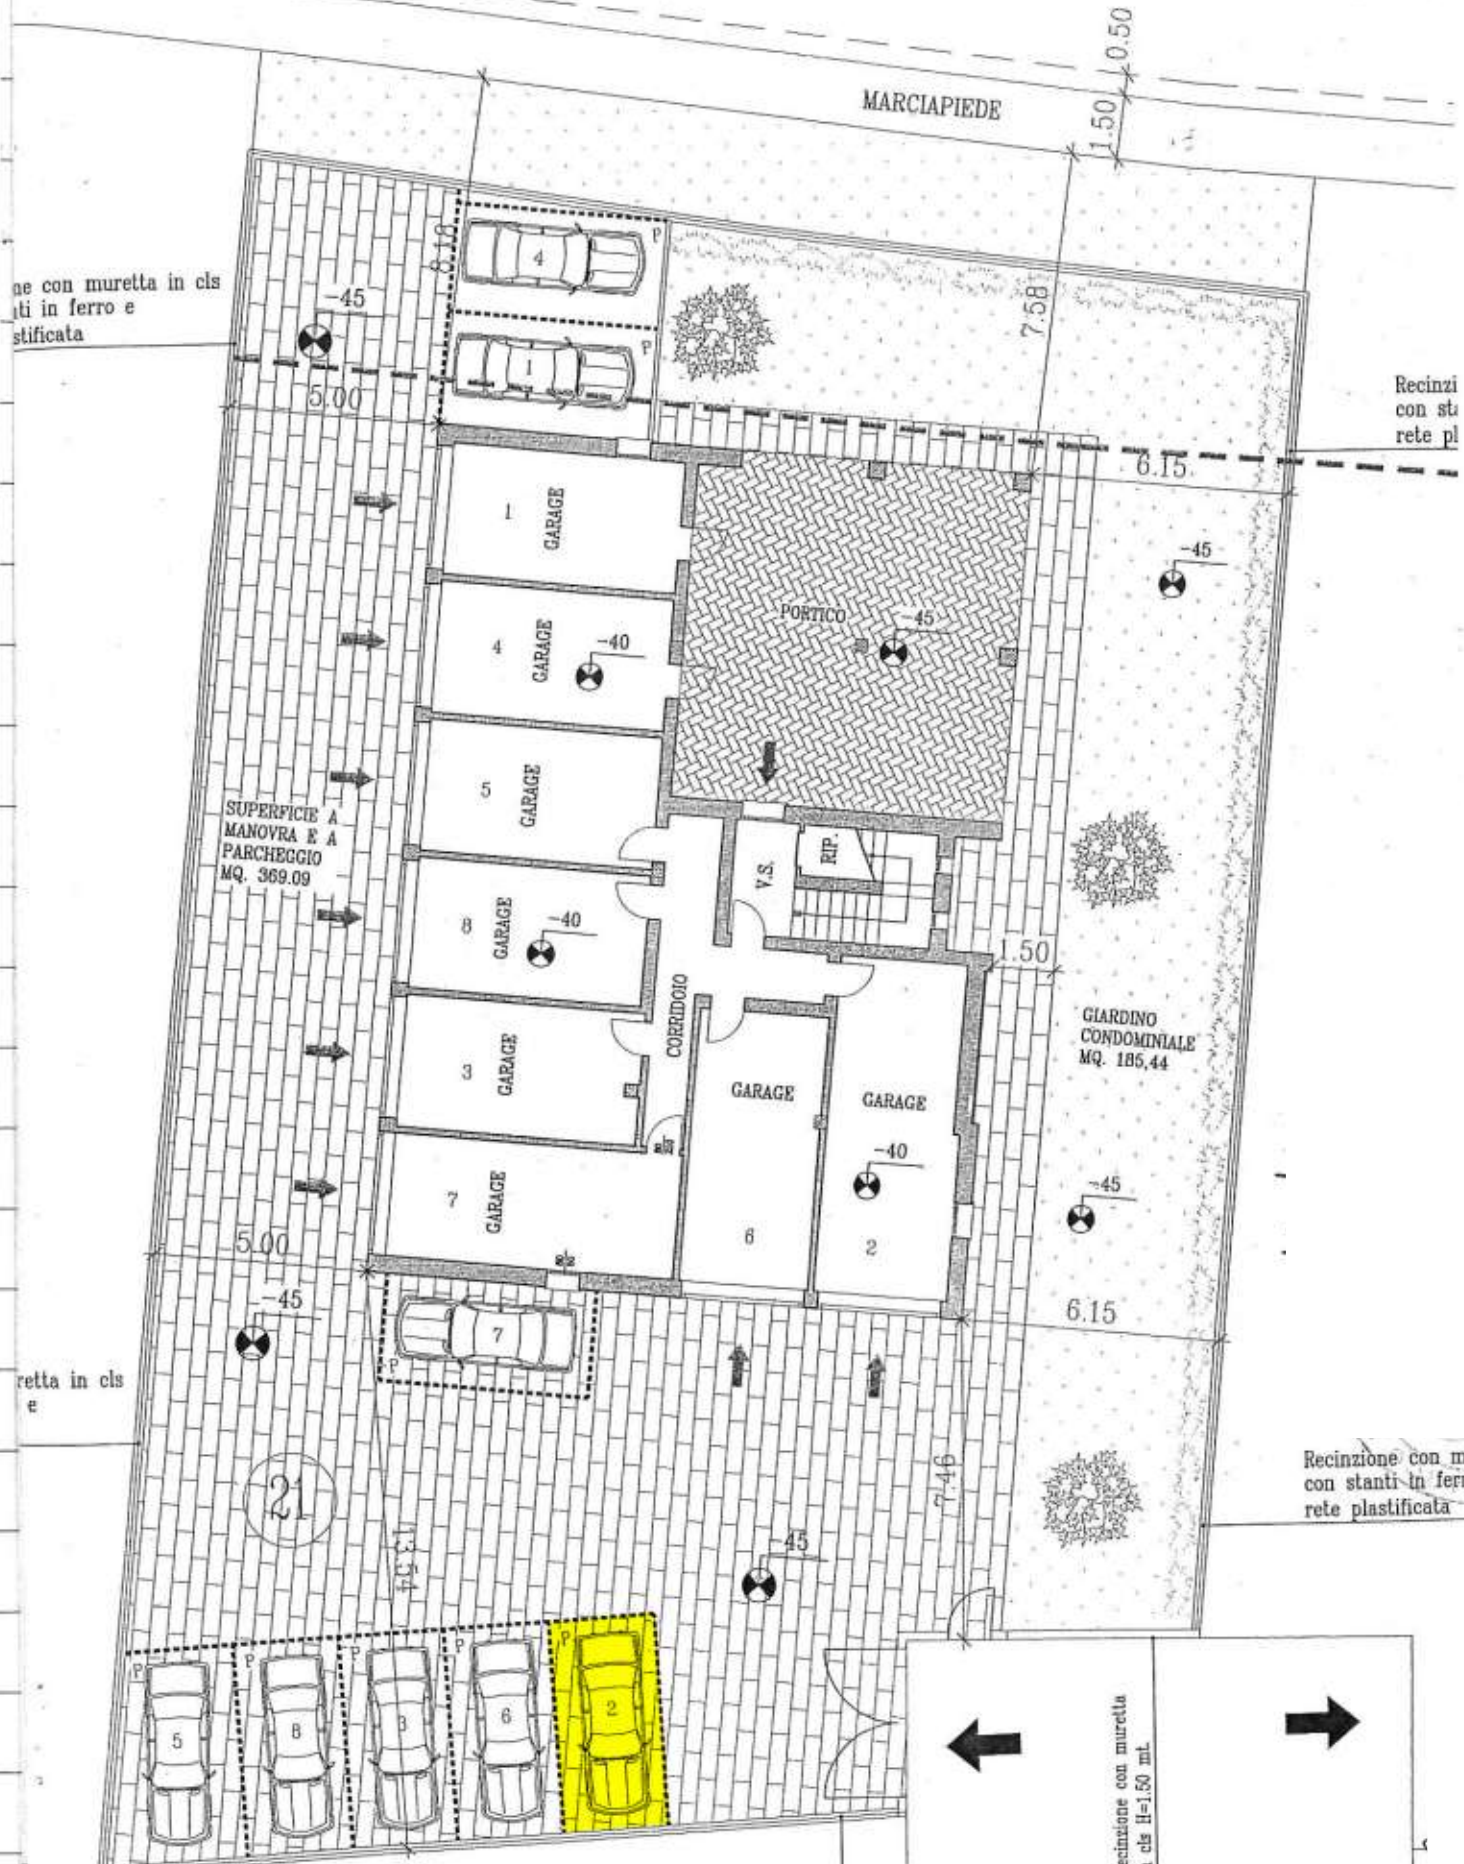 0.50
MARCIAPIEDE
1.50
P
4
8.18
ne con muretta in cls
nti in ferro e
stificata
-45
7.58
P
1
5.00
Recinzi
con sta
rete pl
6.15
1
GARAGE
-45
PORTICO
-45
4
GARAGE
-40
5
GARAGE
SUPERFICIE A
MANOVRA E A
PARCHEGGIO
MQ. 369.09
V.S.
RIP.
8
GARAGE
-40
1.50
CORRIDOIO
GIARDINO
CONDOMINIALE
MQ. 185,44
3
GARAGE
GARAGE
GARAGE
-40
7
GARAGE
-45
6
2
5.00
-45
6.15
7
P
retta in cls
e
7.46
Recinzione con m
con stanti in ferr
rete plastificata
21
13.54
-45
P
P
P
P
P
5
8
3
6
2
ecinzione con muretta
cls H=1.50 mt.